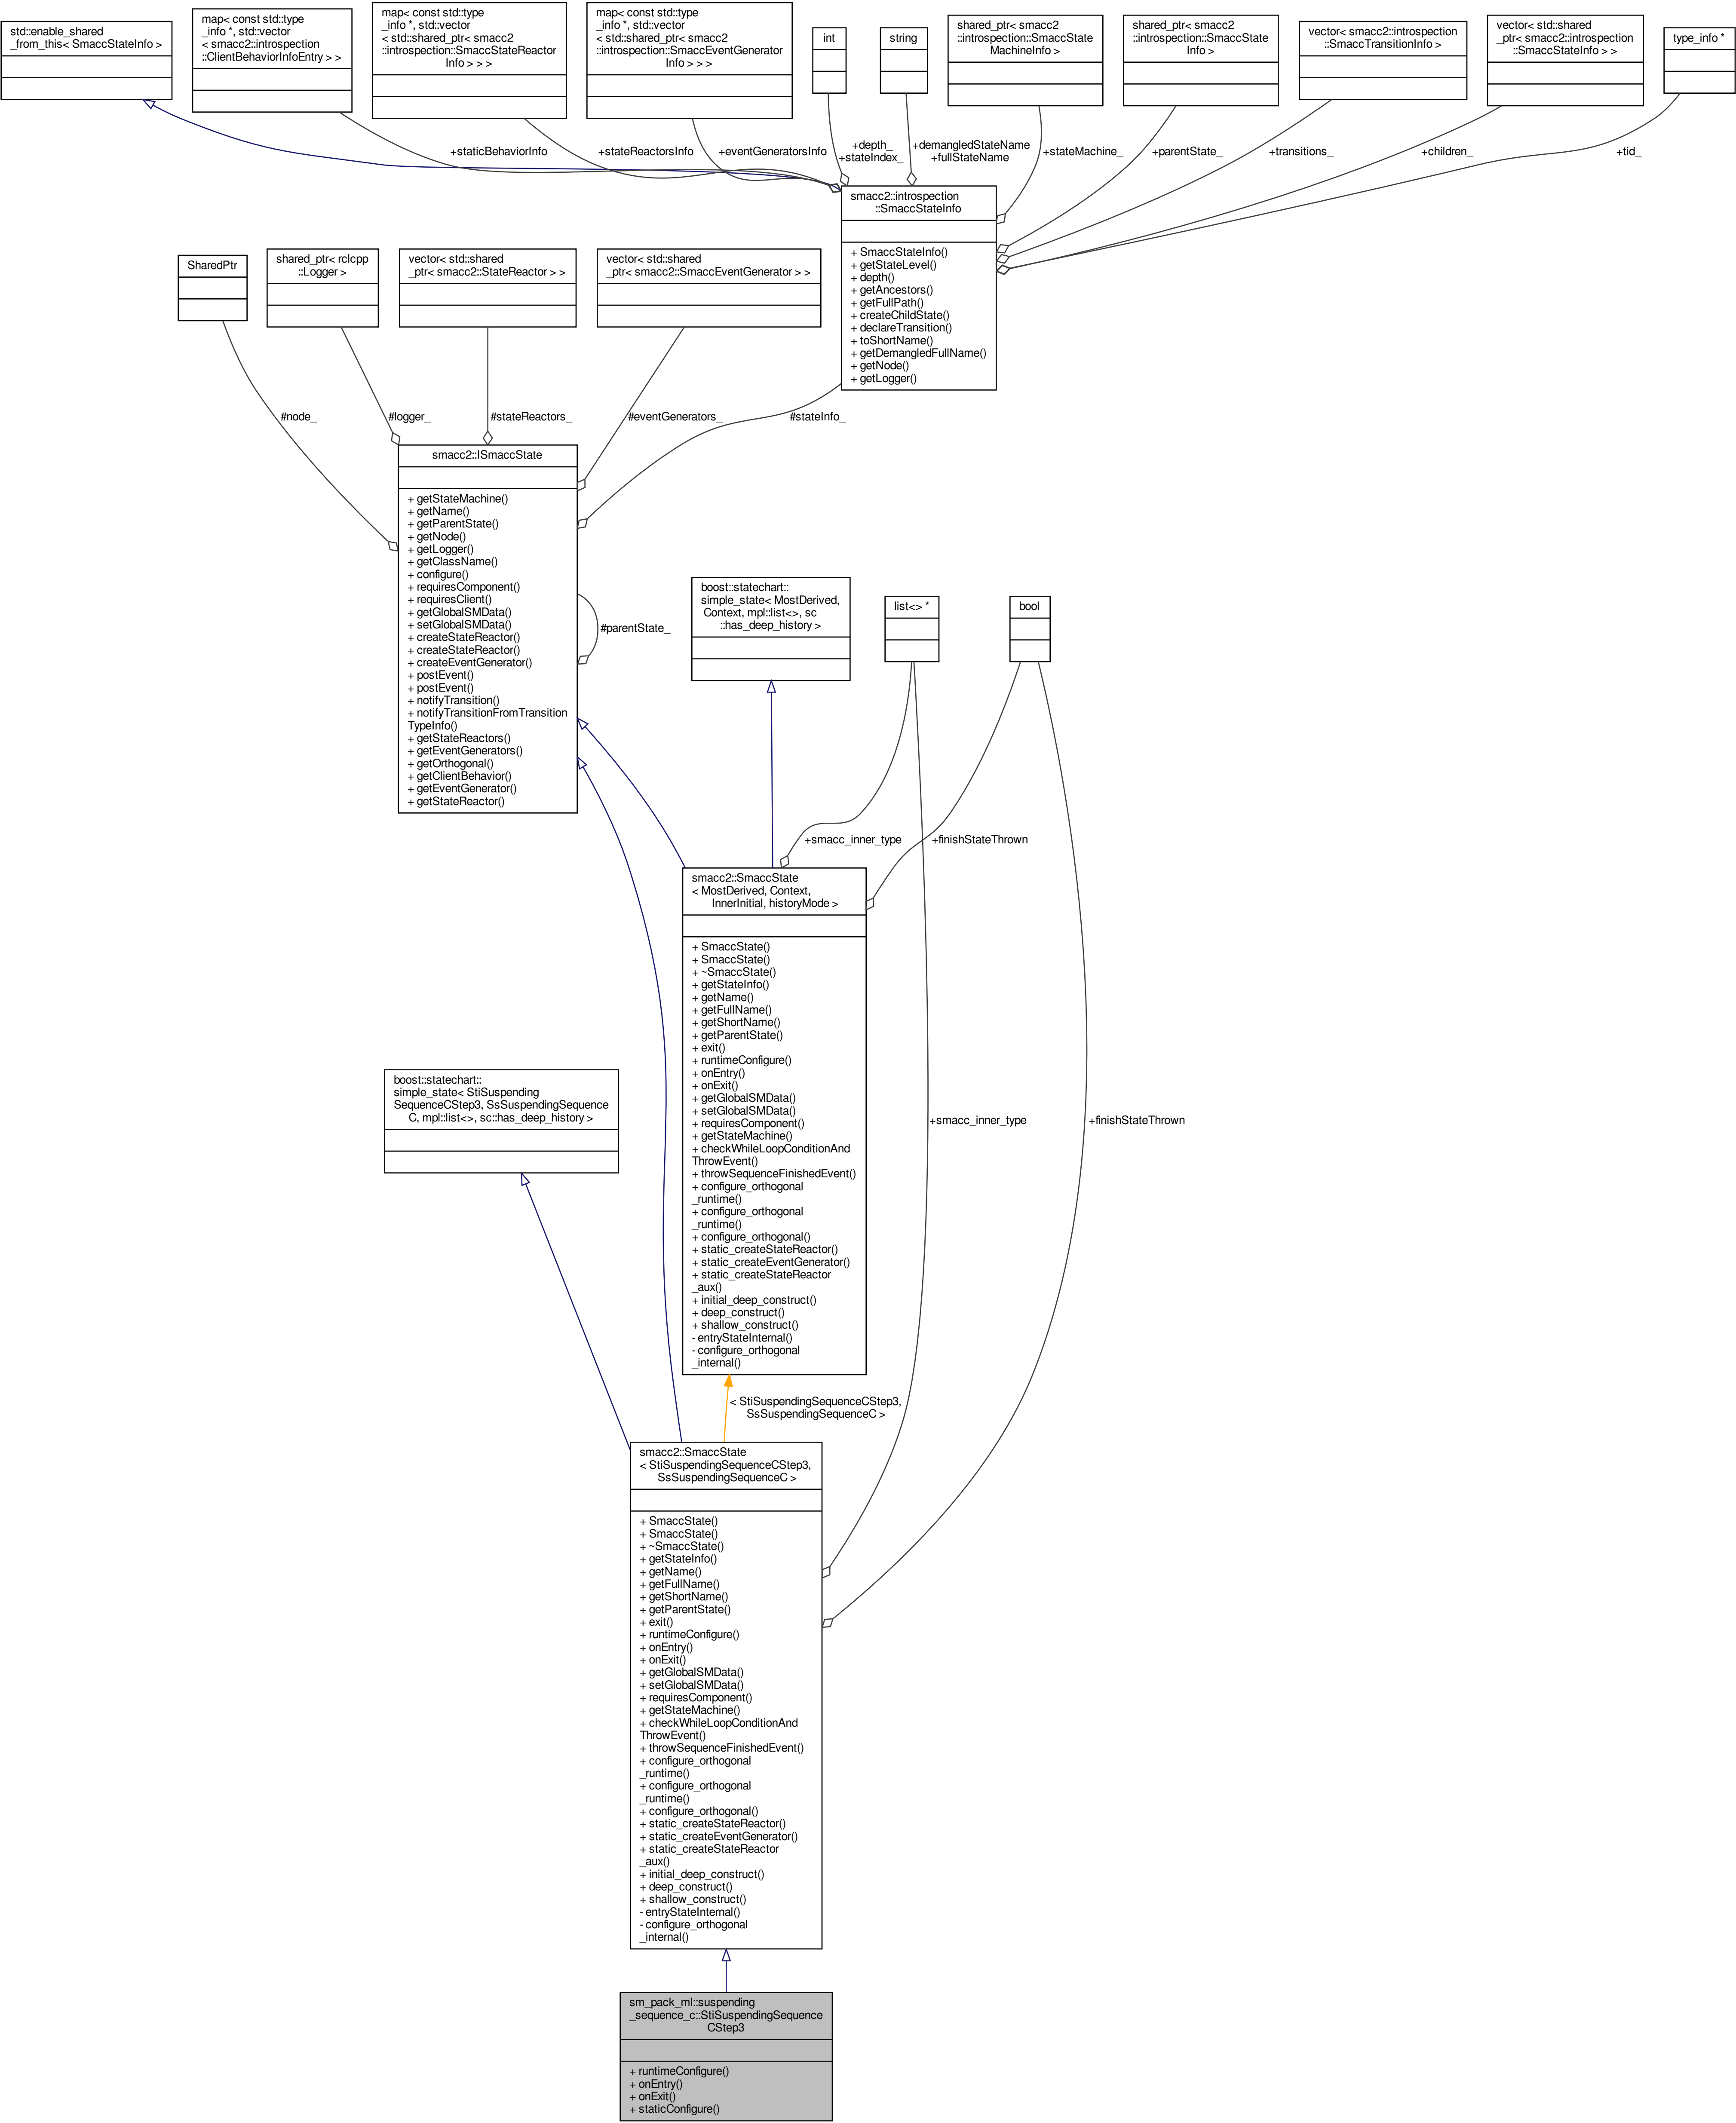 std::enable_shared
_from_this< SmaccStateInfo >
map< const std::type
_info *, std::vector
< smacc2::introspection
::ClientBehaviorInfoEntry > >
map< const std::type
_info *, std::vector
< std::shared_ptr< smacc2
::introspection::SmaccStateReactor
Info > > >
map< const std::type
_info *, std::vector
< std::shared_ptr< smacc2
::introspection::SmaccEventGenerator
Info > > >
int
string
shared_ptr< smacc2
::introspection::SmaccState
MachineInfo >
shared_ptr< smacc2
::introspection::SmaccState
Info >
vector< smacc2::introspection
::SmaccTransitionInfo >
vector< std::shared
_ptr< smacc2::introspection
::SmaccStateInfo > >
type_info *
+staticBehaviorInfo
+stateReactorsInfo
+eventGeneratorsInfo
+depth_
+stateIndex_
+demangledStateName
+fullStateName
+stateMachine_
+parentState_
+transitions_
+children_
+tid_
smacc2::introspection
::SmaccStateInfo
+ SmaccStateInfo()
+ getStateLevel()
+ depth()
+ getAncestors()
+ getFullPath()
+ createChildState()
+ declareTransition()
+ toShortName()
+ getDemangledFullName()
+ getNode()
+ getLogger()
SharedPtr
shared_ptr< rclcpp
::Logger >
vector< std::shared
_ptr< smacc2::StateReactor > >
vector< std::shared
_ptr< smacc2::SmaccEventGenerator > >
#node_
#logger_
#stateReactors_
#eventGenerators_
#stateInfo_
smacc2::ISmaccState
+ getStateMachine()
+ getName()
+ getParentState()
+ getNode()
+ getLogger()
+ getClassName()
+ configure()
+ requiresComponent()
+ requiresClient()
+ getGlobalSMData()
+ setGlobalSMData()
+ createStateReactor()
+ createStateReactor()
+ createEventGenerator()
+ postEvent()
+ postEvent()
+ notifyTransition()
+ notifyTransitionFromTransition
TypeInfo()
+ getStateReactors()
+ getEventGenerators()
+ getOrthogonal()
+ getClientBehavior()
+ getEventGenerator()
+ getStateReactor()
#parentState_
boost::statechart::
simple_state< MostDerived,
Context, mpl::list<>, sc
::has_deep_history >
list<> *
bool
+smacc_inner_type
+finishStateThrown
smacc2::SmaccState
< MostDerived, Context,
InnerInitial, historyMode >
+ SmaccState()
+ SmaccState()
+ ~SmaccState()
+ getStateInfo()
+ getName()
+ getFullName()
+ getShortName()
+ getParentState()
+ exit()
+ runtimeConfigure()
+ onEntry()
+ onExit()
+ getGlobalSMData()
+ setGlobalSMData()
+ requiresComponent()
+ getStateMachine()
+ checkWhileLoopConditionAnd
ThrowEvent()
+ throwSequenceFinishedEvent()
+ configure_orthogonal
_runtime()
+ configure_orthogonal
_runtime()
+ configure_orthogonal()
+ static_createStateReactor()
+ static_createEventGenerator()
+ static_createStateReactor
_aux()
+ initial_deep_construct()
+ deep_construct()
+ shallow_construct()
- entryStateInternal()
- configure_orthogonal
_internal()
boost::statechart::
simple_state< StiSuspending
SequenceCStep3, SsSuspendingSequence
C, mpl::list<>, sc::has_deep_history >
+smacc_inner_type
+finishStateThrown
< StiSuspendingSequenceCStep3,
SsSuspendingSequenceC >
smacc2::SmaccState
< StiSuspendingSequenceCStep3,
SsSuspendingSequenceC >
+ SmaccState()
+ SmaccState()
+ ~SmaccState()
+ getStateInfo()
+ getName()
+ getFullName()
+ getShortName()
+ getParentState()
+ exit()
+ runtimeConfigure()
+ onEntry()
+ onExit()
+ getGlobalSMData()
+ setGlobalSMData()
+ requiresComponent()
+ getStateMachine()
+ checkWhileLoopConditionAnd
ThrowEvent()
+ throwSequenceFinishedEvent()
+ configure_orthogonal
_runtime()
+ configure_orthogonal
_runtime()
+ configure_orthogonal()
+ static_createStateReactor()
+ static_createEventGenerator()
+ static_createStateReactor
_aux()
+ initial_deep_construct()
+ deep_construct()
+ shallow_construct()
- entryStateInternal()
- configure_orthogonal
_internal()
sm_pack_ml::suspending
_sequence_c::StiSuspendingSequence
CStep3
+ runtimeConfigure()
+ onEntry()
+ onExit()
+ staticConfigure()